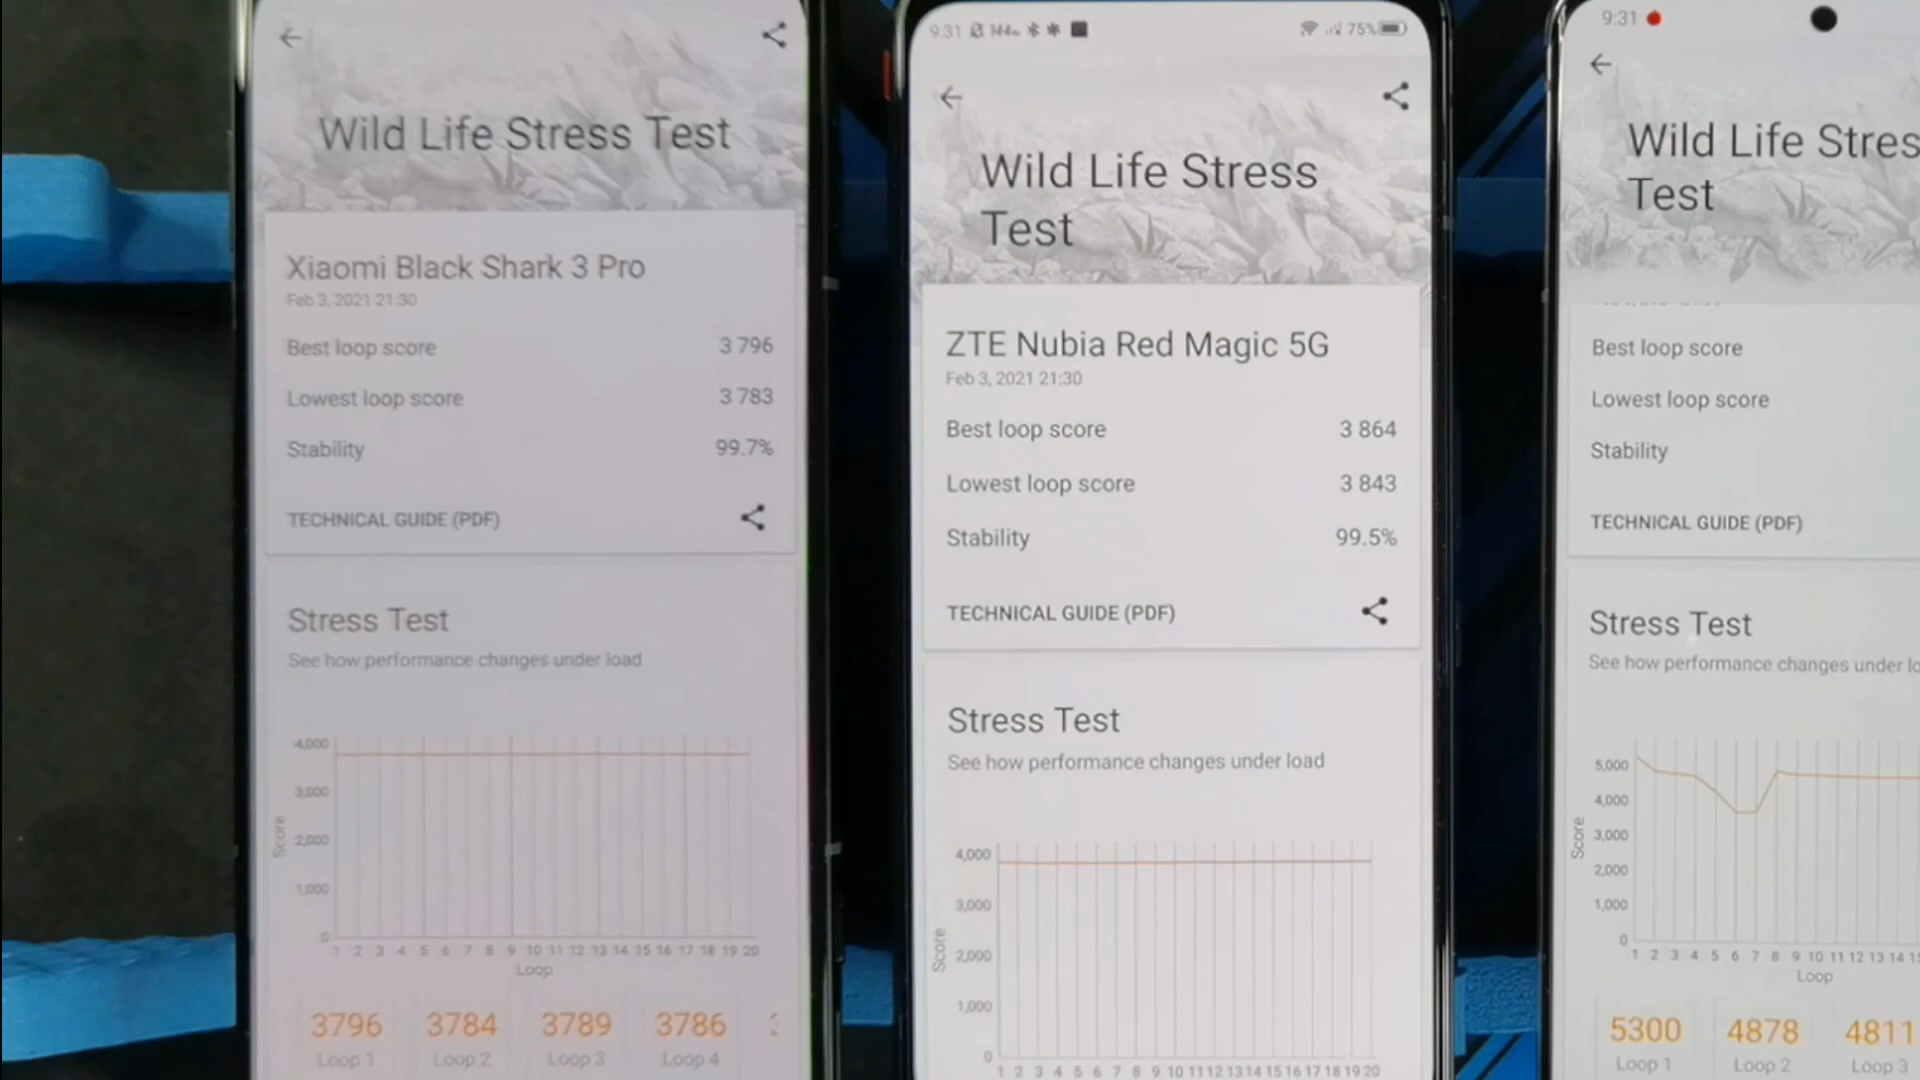 Wild Life Stress Test
Xiaomi Black Shark 3 Pro
Feb 3, 2021 21:30
Best loop score 3 796
Lowest loop score 3 783
Stability 99.7%
TECHNICAL GUIDE (PDF)
Stress Test
See how performance changes under load
4,000
3,000
2,000
1,000
0
Score
1 2 3 4 5 6 7 8 9 10 11 12 13 14 15 16 17 18 19 20
Loop
3796 3784 3789 3786
Loop 1 Loop 2 Loop 3 Loop 4
9:31 75%
Wild Life Stress
Test
ZTE Nubia Red Magic 5G
Feb 3, 2021 21:30
Best loop score 3 864
Lowest loop score 3 843
Stability 99.5%
TECHNICAL GUIDE (PDF)
Stress Test
See how performance changes under load
4,000
3,000
2,000
1,000
0
Score
1 2 3 4 5 6 7 8 9 10 11 12 13 14 15 16 17 18 19 20
9:31
Wild Life Stres
Test
Best loop score
Lowest loop score
Stability
TECHNICAL GUIDE (PDF)
Stress Test
See how performance changes under lo
5,000
4,000
3,000
2,000
1,000
0
Score
1 2 3 4 5 6 7 8 9 10 11 12 13 14 15
Loop
5300 4878 4811
Loop 1 Loop 2 Loop 3